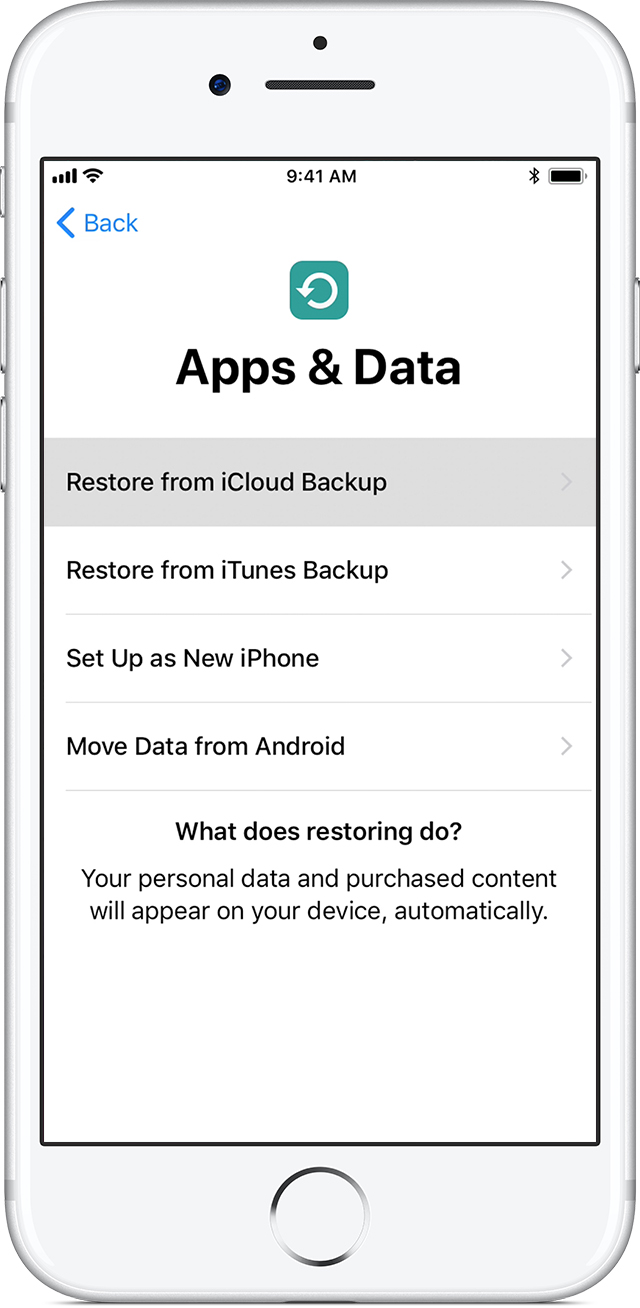 9:41 AM
Back
Apps & Data
Restore from iCloud Backup
Restore from iTunes Backup
Set Up as New iPhone
Move Data from Android
What does restoring do?
Your personal data and purchased content
will appear on your device, automatically.